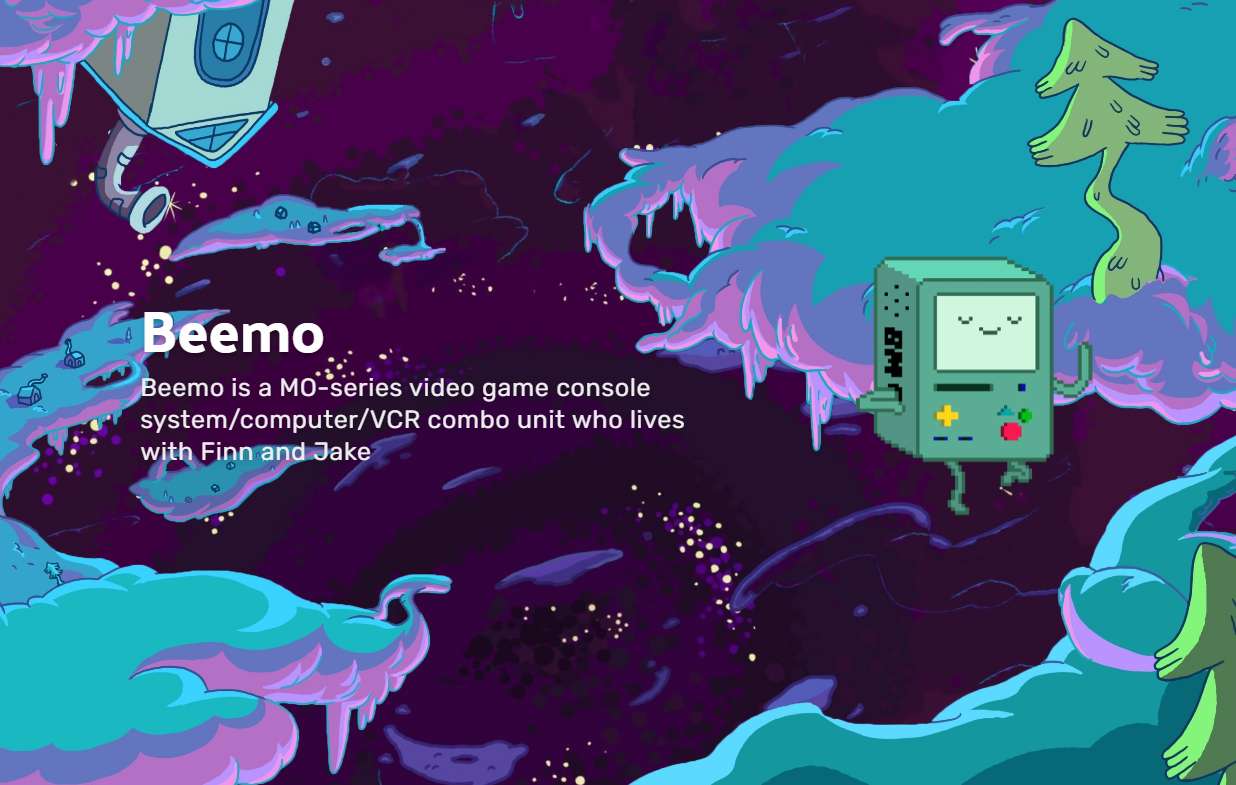 Beemo
Beemo is a MO-series video game console
system/computer/VCR combo unit who lives
with Finn and Jake